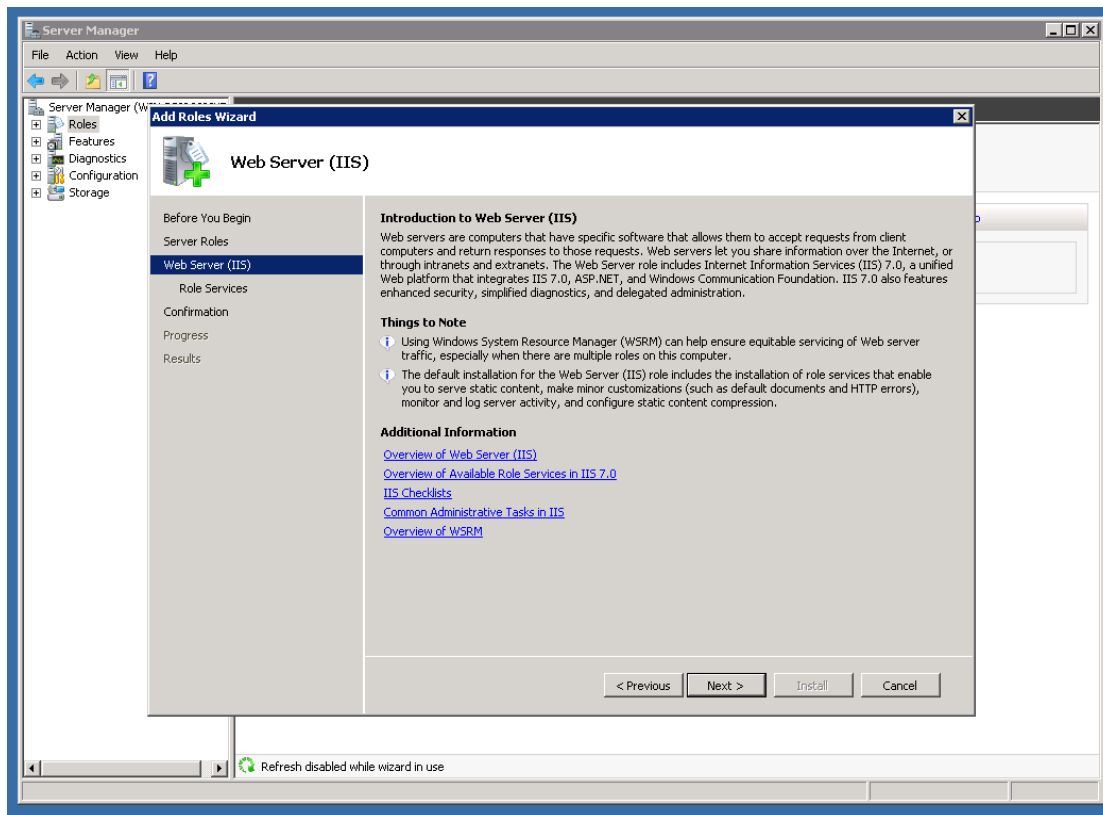 Server Manager
File Action View Help
Server Manager (W
Roles
Features
Diagnostics
Configuration
Storage
Add Roles Wizard
Web Server (IIS)
Before You Begin
Server Roles
Web Server (IIS)
Role Services
Confirmation
Progress
Results
Introduction to Web Server (IIS)
Web servers are computers that have specific software that allows them to accept requests from client
computers and return responses to those requests. Web servers let you share information over the Internet, or
through intranets and extranets. The Web Server role includes Internet Information Services (IIS) 7.0, a unified
Web platform that integrates IIS 7.0, ASP.NET, and Windows Communication Foundation. IIS 7.0 also features
enhanced security, simplified diagnostics, and delegated administration.
Things to Note
Using Windows System Resource Manager (WSRM) can help ensure equitable servicing of Web server
traffic, especially when there are multiple roles on this computer.
The default installation for the Web Server (IIS) role includes the installation of role services that enable
you to serve static content, make minor customizations (such as default documents and HTTP errors),
monitor and log server activity, and configure static content compression.
Additional Information
Overview of Web Server (IIS)
Overview of Available Role Services in IIS 7.0
IIS Checklists
Common Administrative Tasks in IIS
Overview of WSRM
< Previous Next > Install Cancel
Refresh disabled while wizard in use